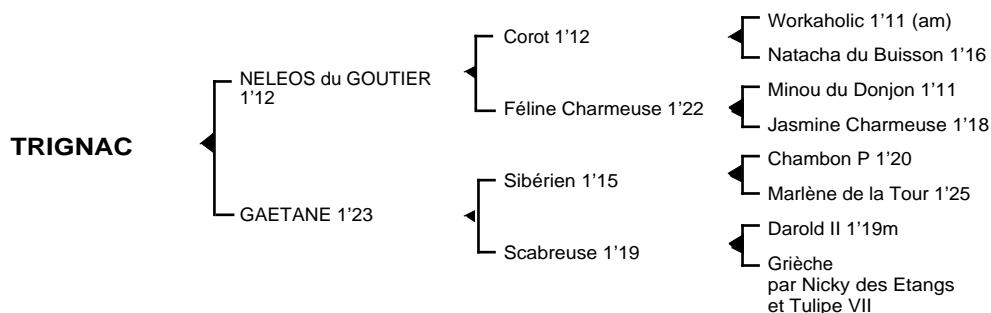 TRIGNAC
NELEOS du GOUTIER
1’12
GAETANE 1’23
Corot 1’12
Féline Charmeuse 1’22
Sibérien 1’15
Scabreuse 1’19
Workaholic 1’11 (am)
Natacha du Buisson 1’16
Minou du Donjon 1’11
Jasmine Charmeuse 1’18
Chambon P 1’20
Marlène de la Tour 1’25
Darold II 1’19m
Grièche
par Nicky des Etangs
et Tulipe VII